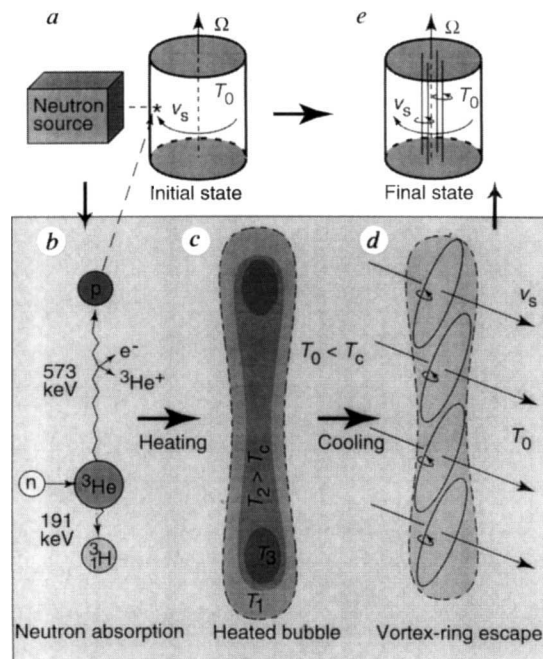 a
e
Ω
Ω
Neutron
source
*
v_s
T_0
v_s
T_0
Initial state
Final state
b
c
d
p
e⁻
³He⁺
573
keV
n
³He
191
keV
³₁H
Heating
T_2 > T_c
T_3
T_1
T_0 < T_c
Cooling
v_s
T_0
Neutron absorption
Heated bubble
Vortex-ring escape